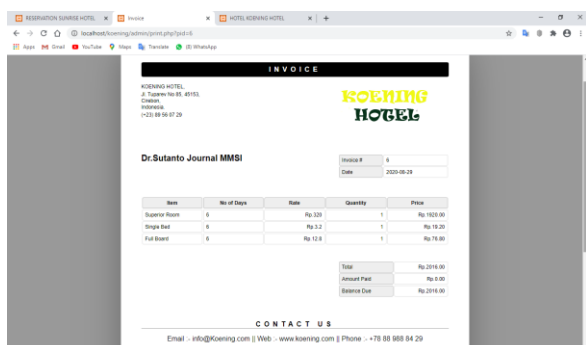 RESERVATION SUNRISE HOTEL
Invoice
HOTEL KOENING HOTEL
localhost/koening/admin/print.php?pid=6
Apps Gmail YouTube Maps Translate (8) WhatsApp
INVOICE
KOENING HOTEL,
Jl. Tuparev No 85, 45153,
Cirebon,
Indonesia.
(+23) 89 56 87 29
KOENING
HOTEL
Dr.Sutanto Journal MMSI
Invoice # 6
Date 2020-09-29
Item No of Days Rate Quantity Price
Superior Room 6 Rp.320 1 Rp.1920.00
Single Bed 6 Rp.3.2 1 Rp.19.20
Full Board 6 Rp.12.8 1 Rp.76.80
Total Rp.2016.00
Amount Paid Rp.0.00
Balance Due Rp.2016.00
CONTACT US
Email :- info@Koening.com || Web :- www.koening.com || Phone :- +78 88 988 84 29